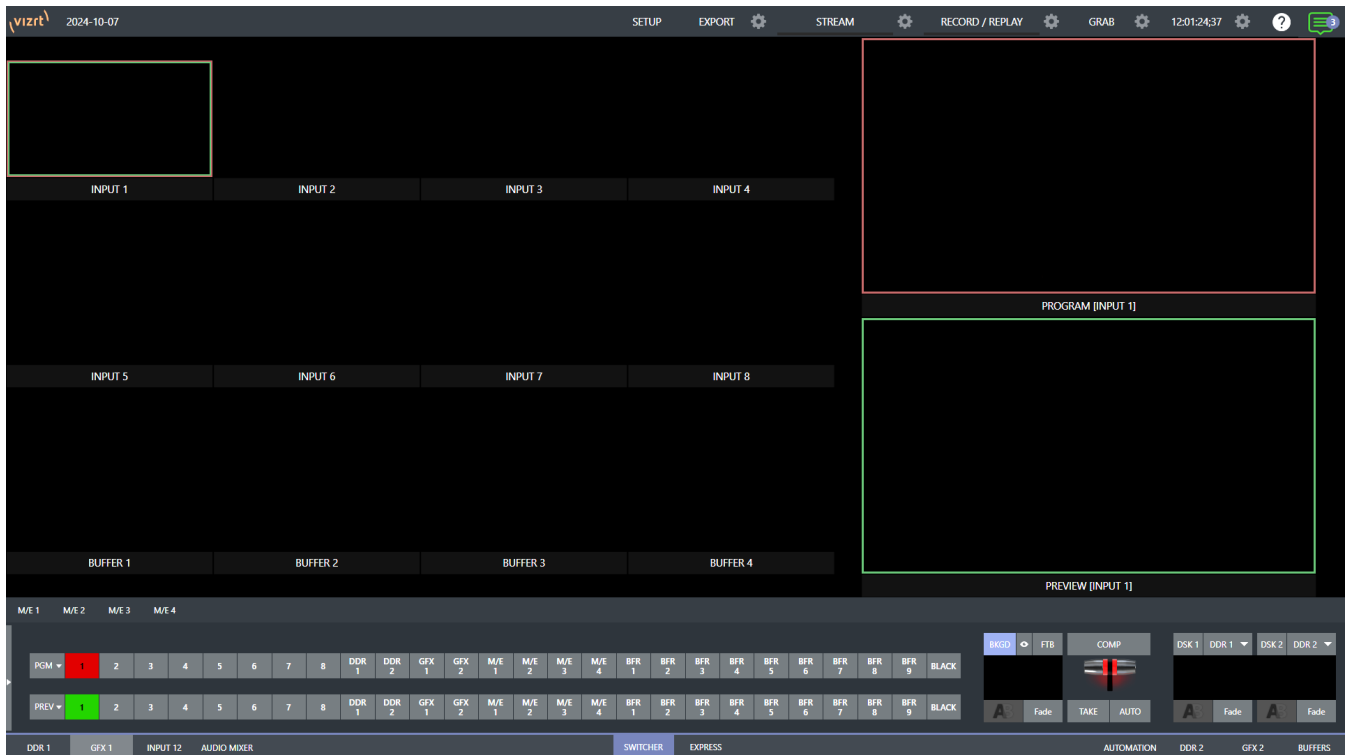 vizrt 2024-10-07 SETUP EXPORT STREAM RECORD / REPLAY GRAB 12:01:24;37 ? 3
INPUT 1 INPUT 2 INPUT 3 INPUT 4
PROGRAM [INPUT 1]
INPUT 5 INPUT 6 INPUT 7 INPUT 8
BUFFER 1 BUFFER 2 BUFFER 3 BUFFER 4
PREVIEW [INPUT 1]
M/E 1 M/E 2 M/E 3 M/E 4
BKGD FTB COMP DSK 1 DDR 1 DSK 2 DDR 2
PGM 1 2 3 4 5 6 7 8 DDR 1 DDR 2 GFX 1 GFX 2 M/E 1 M/E 2 M/E 3 M/E 4 BFR 1 BFR 2 BFR 3 BFR 4 BFR 5 BFR 6 BFR 7 BFR 8 BFR 9 BLACK
PREV 1 2 3 4 5 6 7 8 DDR 1 DDR 2 GFX 1 GFX 2 M/E 1 M/E 2 M/E 3 M/E 4 BFR 1 BFR 2 BFR 3 BFR 4 BFR 5 BFR 6 BFR 7 BFR 8 BFR 9 BLACK
Fade TAKE AUTO Fade Fade
DDR 1 GFX 1 INPUT 12 AUDIO MIXER SWITCHER EXPRESS AUTOMATION DDR 2 GFX 2 BUFFERS